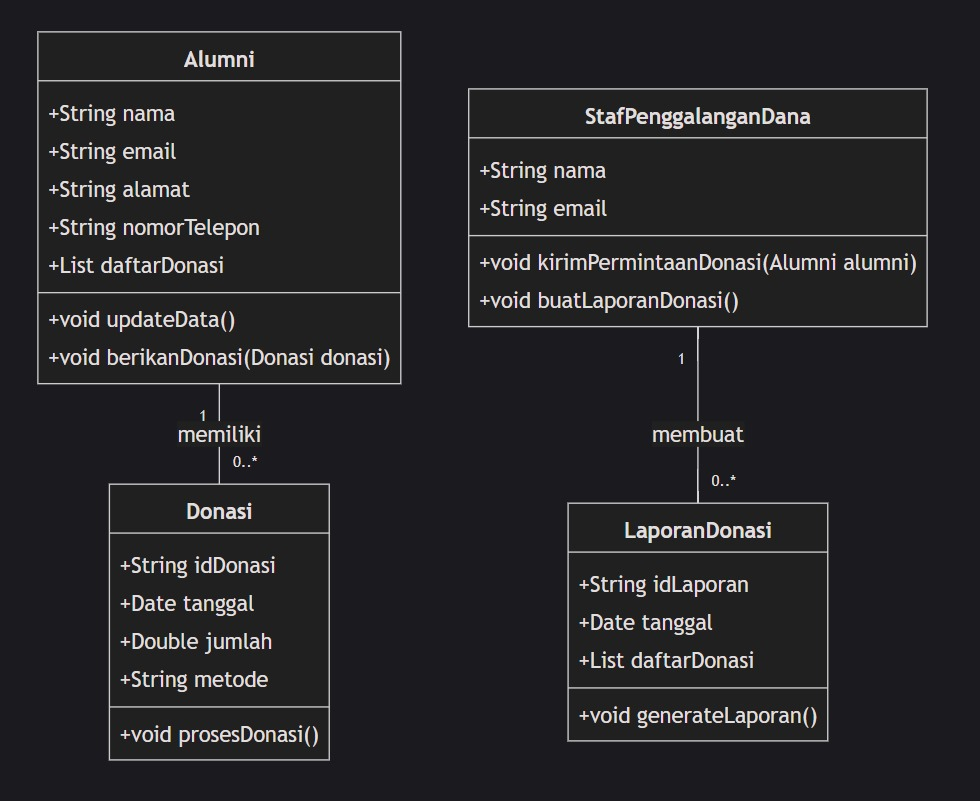 Alumni
+String nama
+String email
+String alamat
+String nomorTelepon
+List daftarDonasi
+void updateData()
+void berikanDonasi(Donasi donasi)
1
memiliki
0..*
Donasi
+String idDonasi
+Date tanggal
+Double jumlah
+String metode
+void prosesDonasi()
StafPenggalanganDana
+String nama
+String email
+void kirimPermintaanDonasi(Alumni alumni)
+void buatLaporanDonasi()
1
membuat
0..*
LaporanDonasi
+String idLaporan
+Date tanggal
+List daftarDonasi
+void generateLaporan()